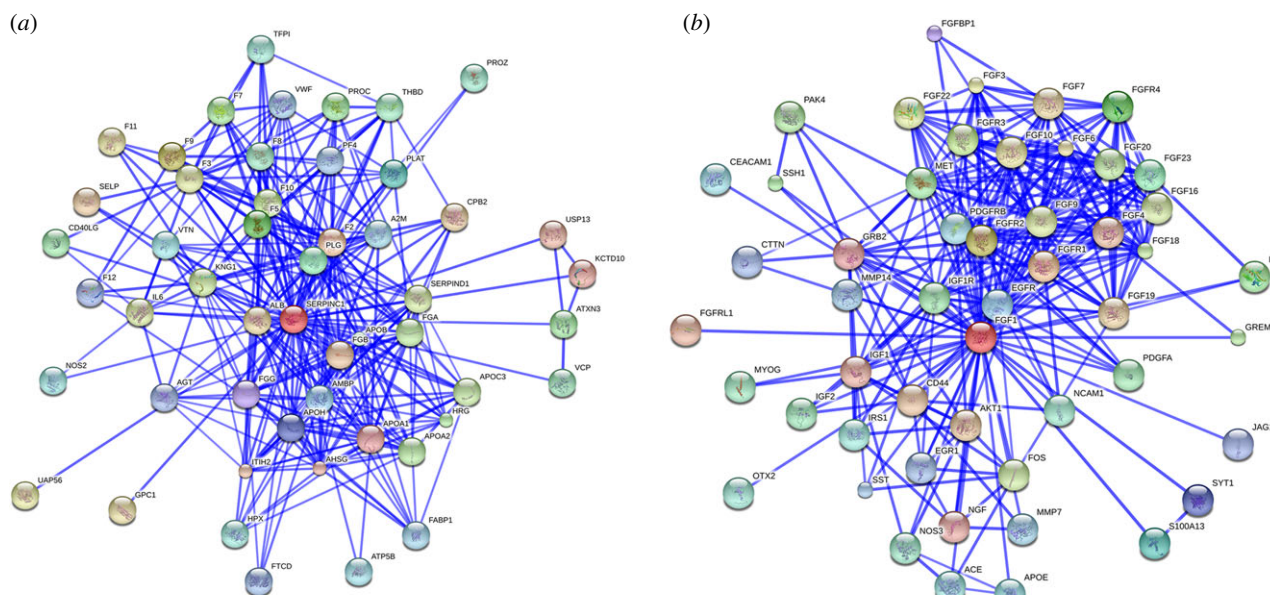 (a)
TFPI
PROZ
F7
VWF
PROC
THBD
F11
F9
F8
PF4
F3
PLAT
SELP
F10
F5
CPB2
CD40LG
VTN
F2
A2M
USP13
PLG
KCTD10
F12
KNG1
SERPIND1
IL6
ALB
SERPINC1
ATXN3
APOB
FGA
FGB
NOS2
AGT
FGG
AMBP
APOC3
VCP
HRG
APOH
APOA1
APOA2
ITIH2
AHSG
UAP56
GPC1
HPX
FABP1
FTCD
ATP5B
(b)
FGFBP1
FGF3
FGF7
FGFR4
FGF22
PAK4
FGFR3
FGF10
FGF6
FGF20
CEACAM1
MET
FGF23
SSH1
FGF16
PDGFRB
FGF9
FGF4
FGFR2
GRB2
FGFR1
FGF18
CTTN
MMP14
IGF1R
EGFR
FGF19
FGFRL1
FGF1
GREM
IGF1
PDGFA
MYOG
CD44
NCAM1
IGF2
IRS1
AKT1
JAG
EGR1
FOS
OTX2
SST
SYT1
NGF
MMP7
S100A13
NOS3
ACE
APOE